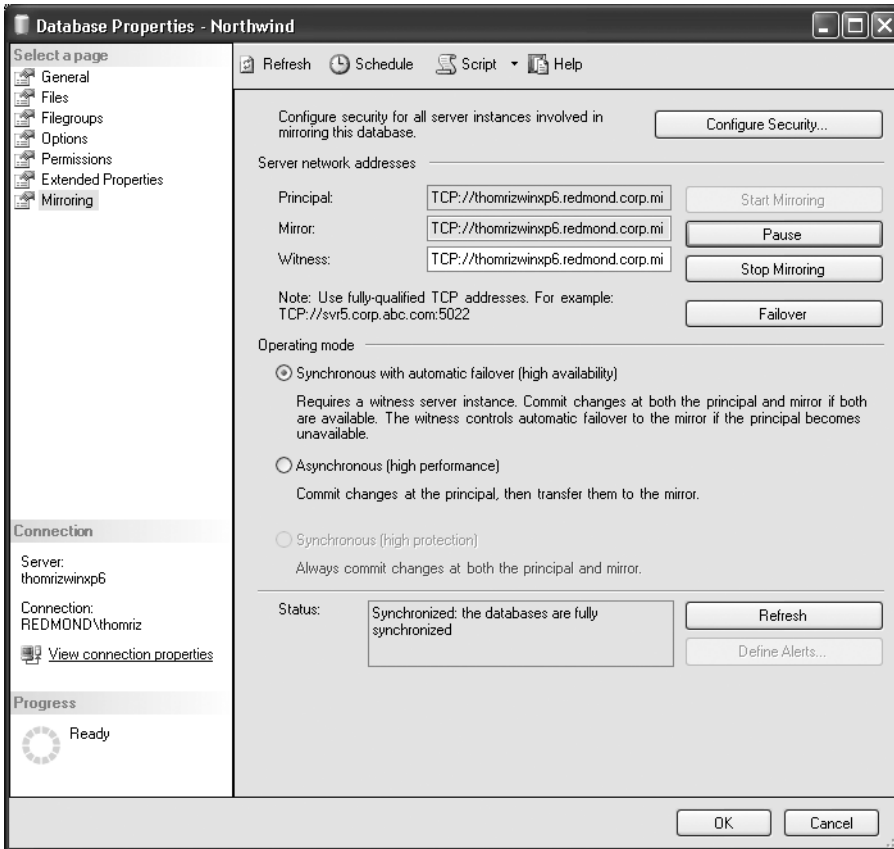 Database Properties - Northwind
Select a page
General
Files
Filegroups
Options
Permissions
Extended Properties
Mirroring
Refresh Schedule Script Help
Configure security for all server instances involved in
mirroring this database.
Configure Security...
Server network addresses
Principal: TCP://thomrizwinxp6.redmond.corp.mi Start Mirroring
Mirror: TCP://thomrizwinxp6.redmond.corp.mi Pause
Witness: TCP://thomrizwinxp6.redmond.corp.mi Stop Mirroring
Note: Use fully-qualified TCP addresses. For example:
TCP://svr5.corp.abc.com:5022
Failover
Operating mode
Synchronous with automatic failover (high availability)
Requires a witness server instance. Commit changes at both the principal and mirror if both
are available. The witness controls automatic failover to the mirror if the principal becomes
unavailable.
Asynchronous (high performance)
Commit changes at the principal, then transfer them to the mirror.
Synchronous (high protection)
Always commit changes at both the principal and mirror.
Status: Synchronized: the databases are fully
synchronized
Refresh
Define Alerts...
Connection
Server:
thomrizwinxp6
Connection:
REDMOND\thomriz
View connection properties
Progress
Ready
OK Cancel